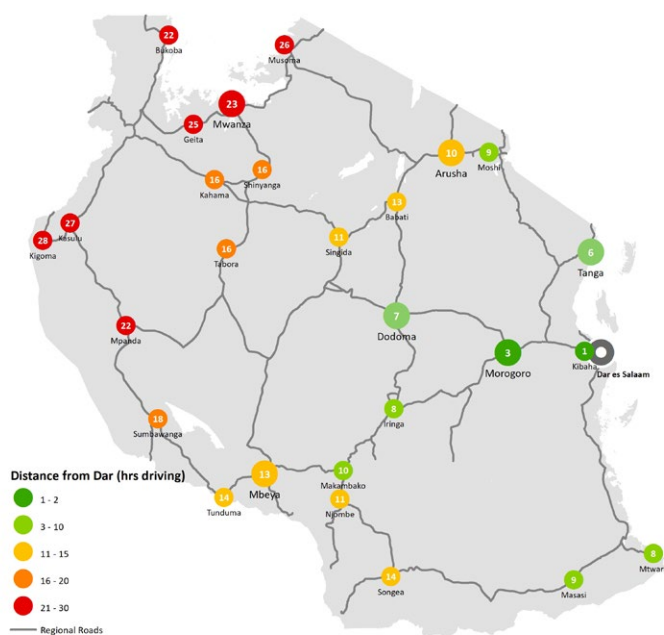 22
Bukoba
26
Musoma
23
Mwanza
25
Geita
10
Arusha
9
Moshi
16
Shinyanga
16
Kahama
13
Babati
27
Kasulu
28
Kigoma
11
Singida
16
Tabora
6
Tanga
7
Dodoma
22
Mpanda
3
Morogoro
1
Kibaha
Dar es Salaam
8
Iringa
18
Sumbawanga
13
Mbeya
10
Makambako
14
Tunduma
11
Njombe
14
Songea
9
Masasi
8
Mtwar
Distance from Dar (hrs driving)
1 - 2
3 - 10
11 - 15
16 - 20
21 - 30
Regional Roads